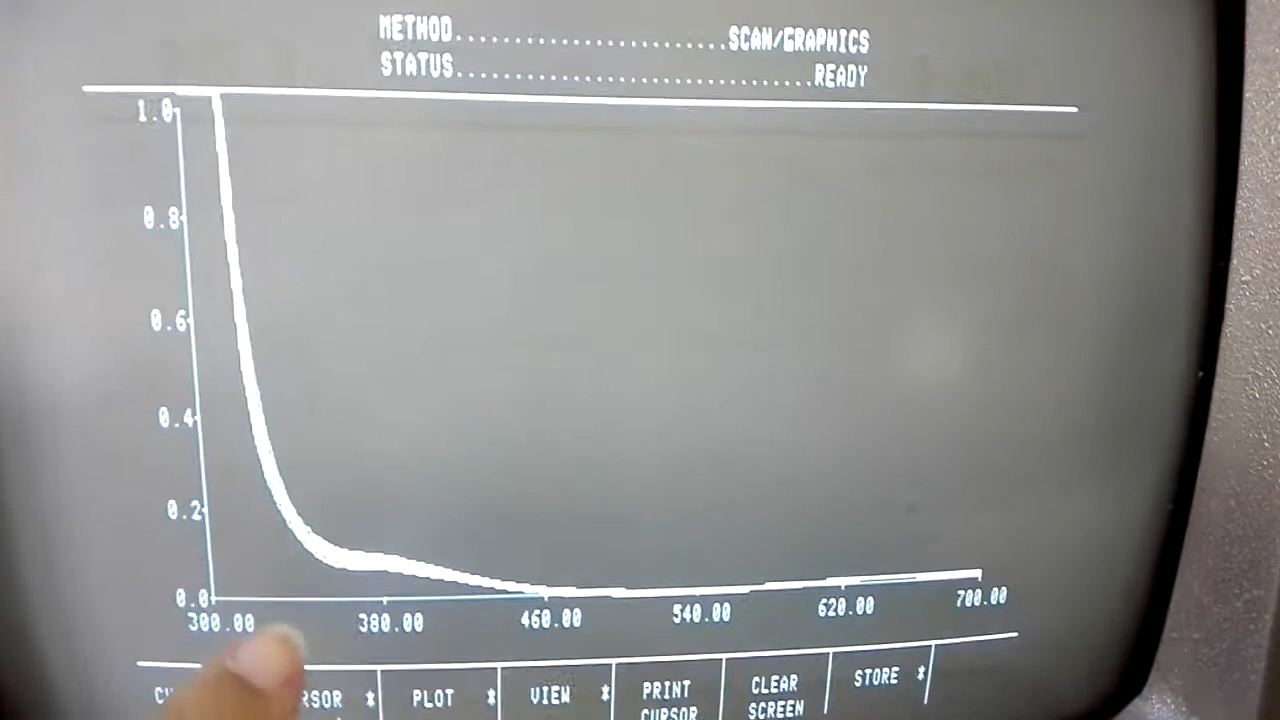 METHOD.......................SCAN/GRAPHICS
STATUS..............................READY
1.0
0.8
0.6
0.4
0.2
0.0
300.00 380.00 460.00 540.00 620.00 700.00
PLOT * VIEW * PRINT CURSOR CLEAR SCREEN STORE *